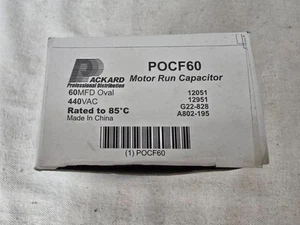 PACKARD
Professional Distribution
POCF60
Motor Run Capacitor
60MFD Oval
440VAC
Rated to 85°C
Made In China
12051
12951
G22-828
A802-195
(1) POCF60